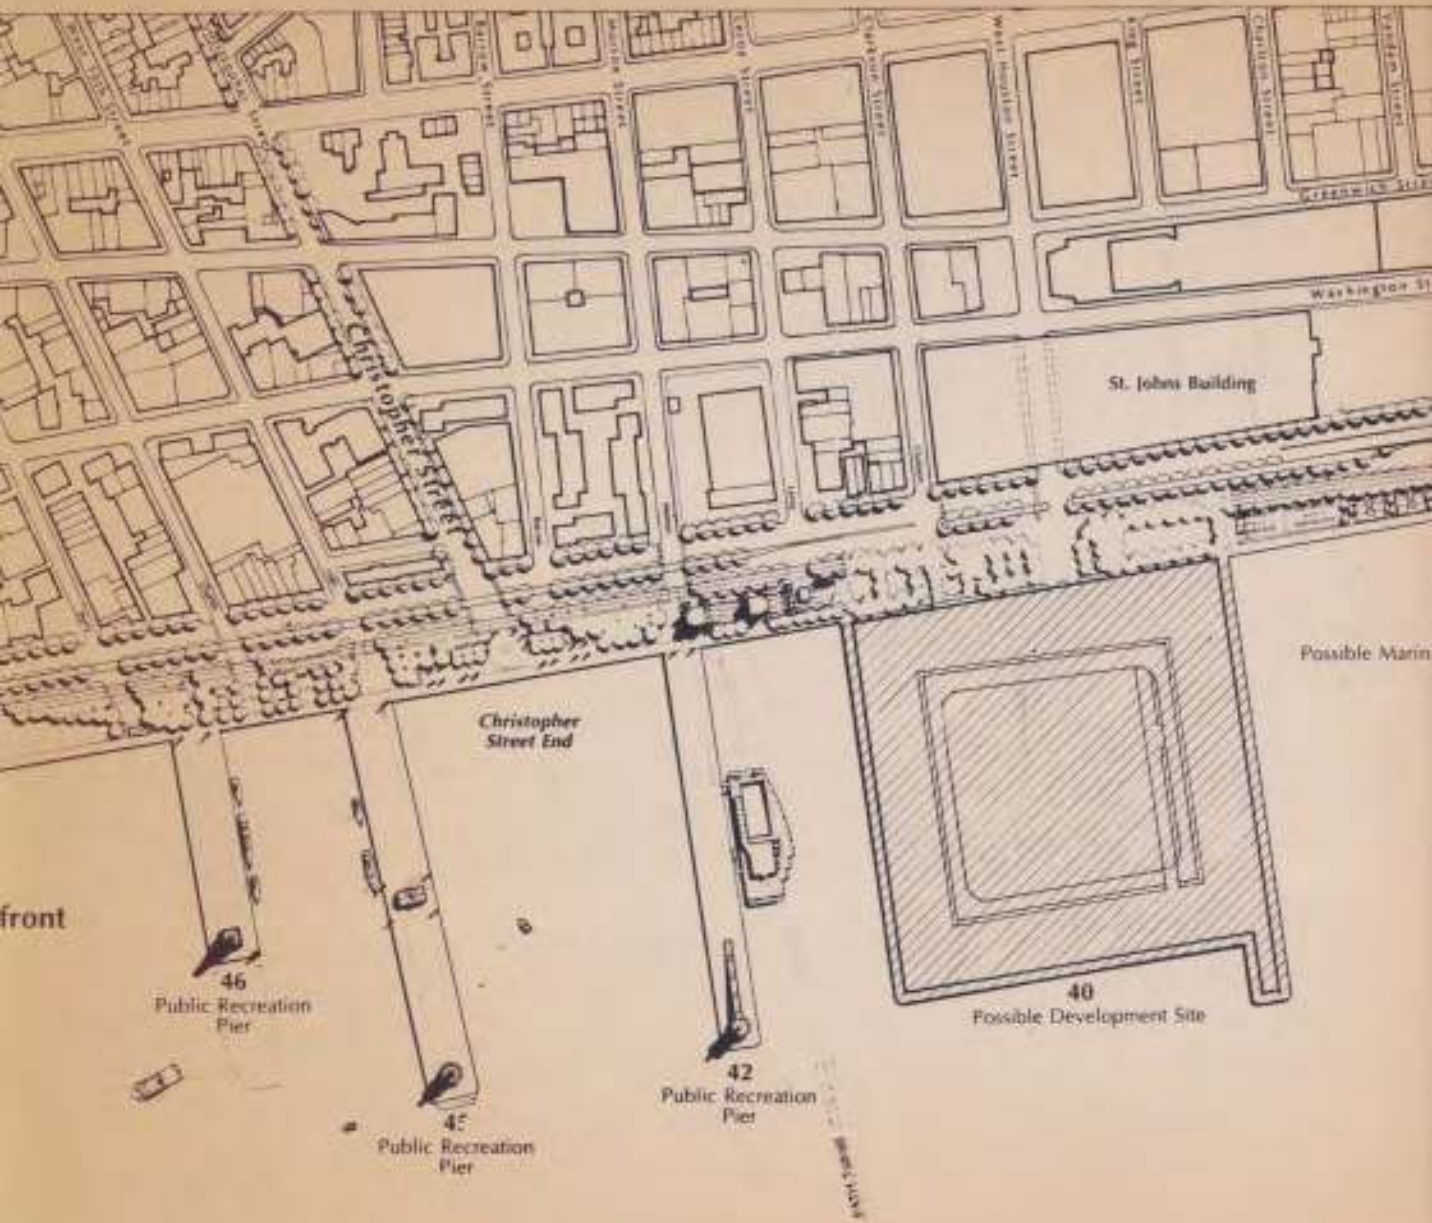 Barrow Street
Morton Street
Leroy Street
Clarkson Street
West Houston Street
King Street
Charlton Street
Vandam Street
Greenwich Stre
Washington St
Christopher Street
St. Johns Building
Possible Marin
Christopher
Street End
front
46
Public Recreation
Pier
40
Possible Development Site
42
Public Recreation
Pier
45
Public Recreation
Pier